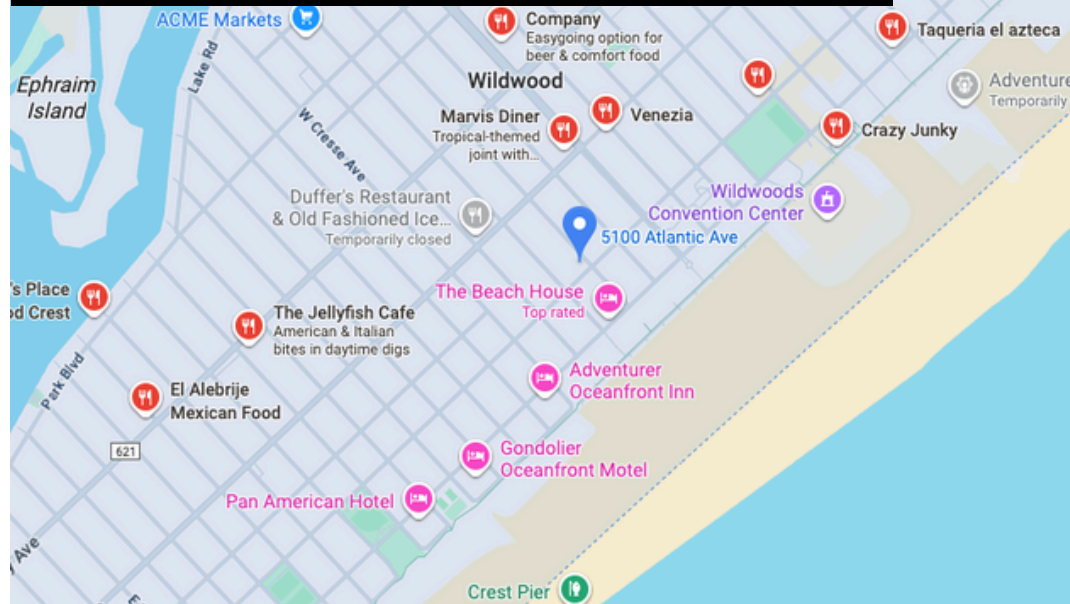 ACME Markets
Company
Easygoing option for
beer & comfort food
Taqueria el azteca
Lake Rd
Ephraim
Island
Wildwood
Adventure
Temporarily
Marvis Diner
Tropical-themed
joint with...
Venezia
Crazy Junky
W Cresse Ave
Duffer's Restaurant
& Old Fashioned Ice...
Temporarily closed
Wildwoods
Convention Center
5100 Atlantic Ave
's Place
od Crest
The Beach House
Top rated
The Jellyfish Cafe
American & Italian
bites in daytime digs
Park Blvd
El Alebrije
Mexican Food
Adventurer
Oceanfront Inn
621
Gondolier
Oceanfront Motel
Pan American Hotel
Ave
Crest Pier